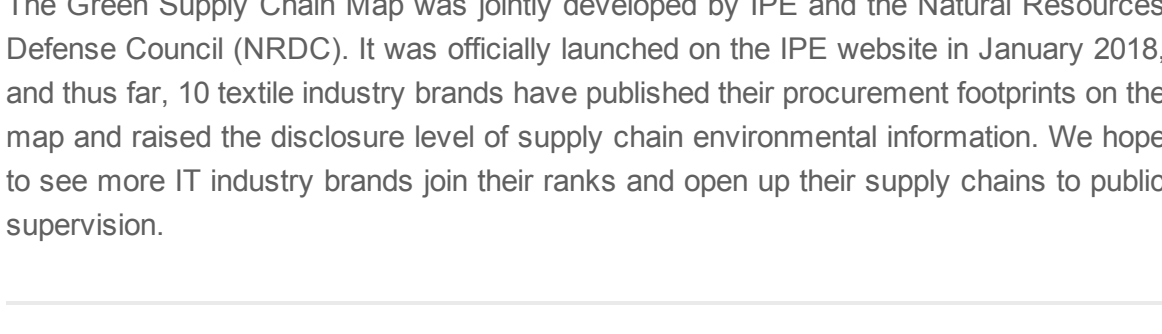 The Green Supply Chain Map was jointly developed by IPE and the Natural Resources
Defense Council (NRDC). It was officially launched on the IPE website in January 2018,
and thus far, 10 textile industry brands have published their procurement footprints on the
map and raised the disclosure level of supply chain environmental information. We hope
to see more IT industry brands join their ranks and open up their supply chains to public
supervision.